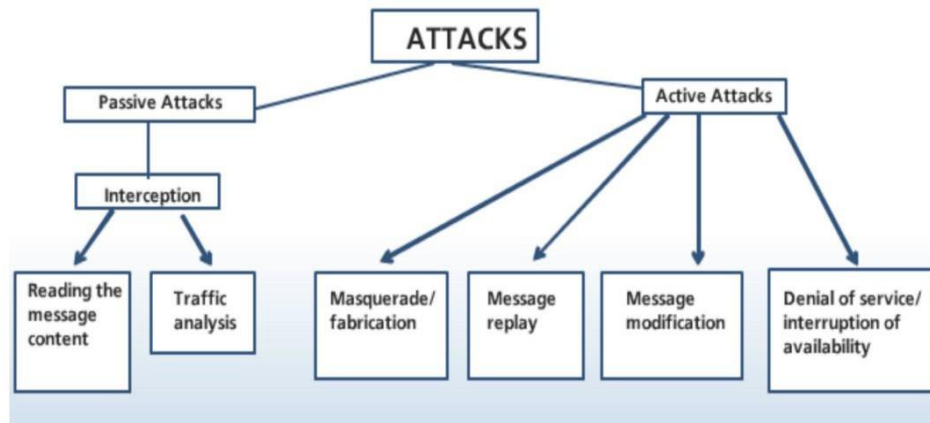 ATTACKS
Passive Attacks
Active Attacks
Interception
Reading the
message
content
Traffic
analysis
Masquerade/
fabrication
Message
replay
Message
modification
Denial of service/
interruption of
availability